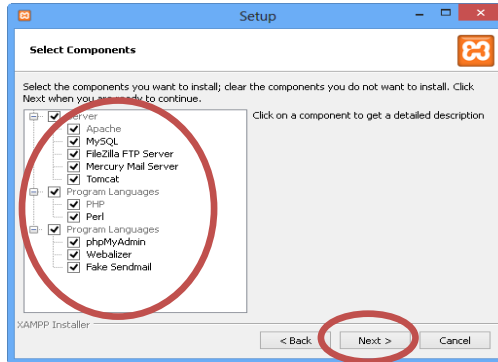 Setup
Select Components
Select the components you want to install; clear the components you do not want to install. Click
Next when you are ready to continue.
Server
Apache
MySQL
FileZilla FTP Server
Mercury Mail Server
Tomcat
Program Languages
PHP
Perl
Program Languages
phpMyAdmin
Webalizer
Fake Sendmail
Click on a component to get a detailed description
XAMPP Installer
< Back
Next >
Cancel